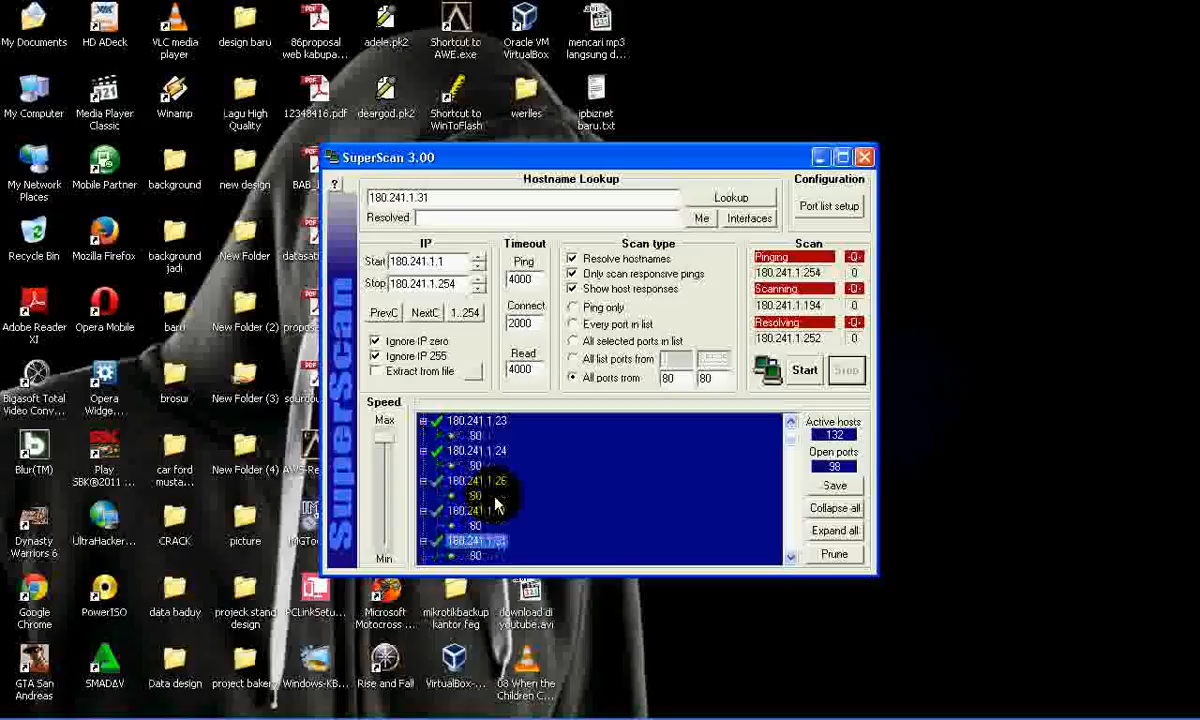 My Documents
HD ADeck
VLC media
player
design baru
86proposal
web kabupa...
adele.pk2
Shortcut to
AWE.exe
Oracle VM
VirtualBox
mencari mp3
langsung d...
My Computer
Media Player
Classic
Winamp
Lagu High
Quality
12348416.pdf
deargod.pk2
Shortcut to
WinToFlash
werlles
ipbiznet
baru.txt
My Network
Places
Mobile Partner
background
new design
BAB_
Recycle Bin
Mozilla Firefox
background
jadi
New Folder
datasat
Adobe Reader
XI
Opera Mobile
baru
New Folder (2)
propos
Bigasoft Total
Video Conv...
Opera
Widge...
brosur
New Folder (3)
Blur(TM)
Play
SBK®2011 ...
car ford
musta...
New Folder (4)
Dynasty
Warriors 6
UltraHacker...
CRACK
picture
Google
Chrome
PowerISO
data baduy
projeck stand
design
PCLinkSetu...
Microsoft
Motocross ...
mikrotikbackup
kantor feg
download di
youtube.avi
GTA San
Andreas
SMADΔV
Data design
project baker
Windows-KB...
Rise and Fall
VirtualBox-...
03 When the
Children C...
SuperScan 3.00
?
Hostname Lookup
180.241.1.31
Lookup
Resolved
Me
Interfaces
Configuration
Port list setup
IP
Start 180.241.1.1
Stop 180.241.1.254
PrevC
NextC
1..254
Ignore IP zero
Ignore IP 255
Extract from file
Timeout
Ping
4000
Connect
2000
Read
4000
Scan type
Resolve hostnames
Only scan responsive pings
Show host responses
Ping only
Every port in list
All selected ports in list
All list ports from
All ports from 80 80
Scan
Pinging
180.241.1.254 0
Scanning
180.241.1.194 0
Resolving
180.241.1.252 0
Start
Stop
Speed
Max
Min
SuperScan
180.241.1.23
80
180.241.1.24
80
180.241.1.26
80
180.241.1.
80
180.241.1.31
80
Active hosts
132
Open ports
98
Save
Collapse all
Expand all
Prune